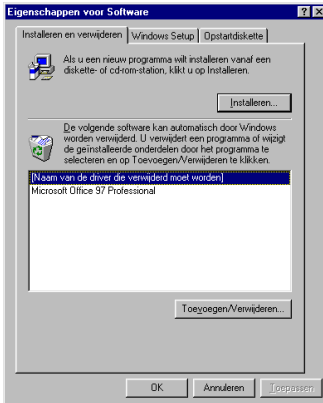 Eigenschappen voor Software
Installeren en verwijderen
Windows Setup
Opstartdiskette
Als u een nieuw programma wilt installeren vanaf een
diskette- of cd-rom-station, klikt u op Installeren.
Installeren...
De volgende software kan automatisch door Windows
worden verwijderd. U verwijdert een programma of wijzigt
de geïnstalleerde onderdelen door het programma te
selecteren en op Toevoegen/Verwijderen te klikken.
[Naam van de driver die verwijderd moet worden]
Microsoft Office 97 Professional
Toevoegen/Verwijderen...
OK
Annuleren
Toepassen